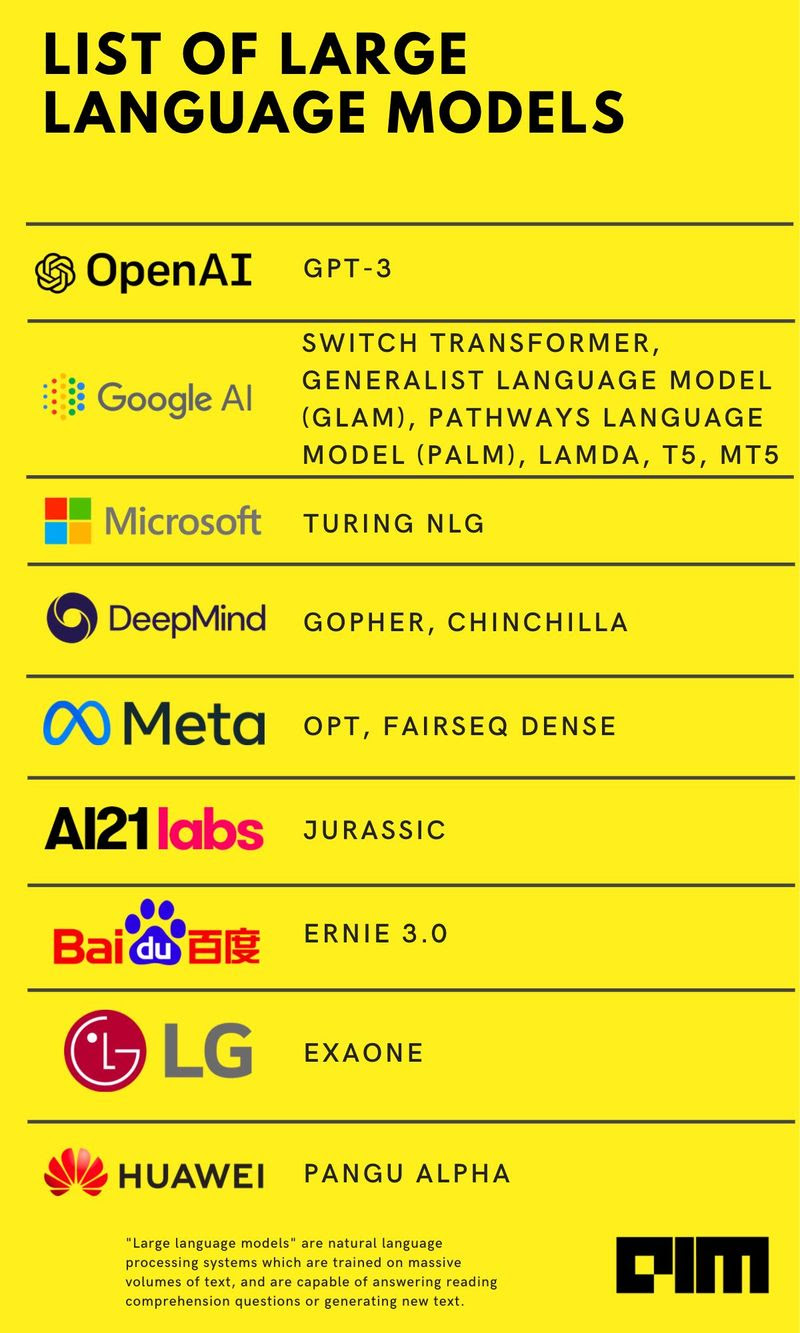 LIST OF LARGE
LANGUAGE MODELS
OpenAI
GPT-3
Google AI
SWITCH TRANSFORMER,
GENERALIST LANGUAGE MODEL
(GLAM), PATHWAYS LANGUAGE
MODEL (PALM), LAMDA, T5, MT5
Microsoft
TURING NLG
DeepMind
GOPHER, CHINCHILLA
Meta
OPT, FAIRSEQ DENSE
AI21 labs
JURASSIC
Baidu百度
ERNIE 3.0
LG
EXAONE
HUAWEI
PANGU ALPHA
"Large language models" are natural language
processing systems which are trained on massive
volumes of text, and are capable of answering reading
comprehension questions or generating new text.
AIM